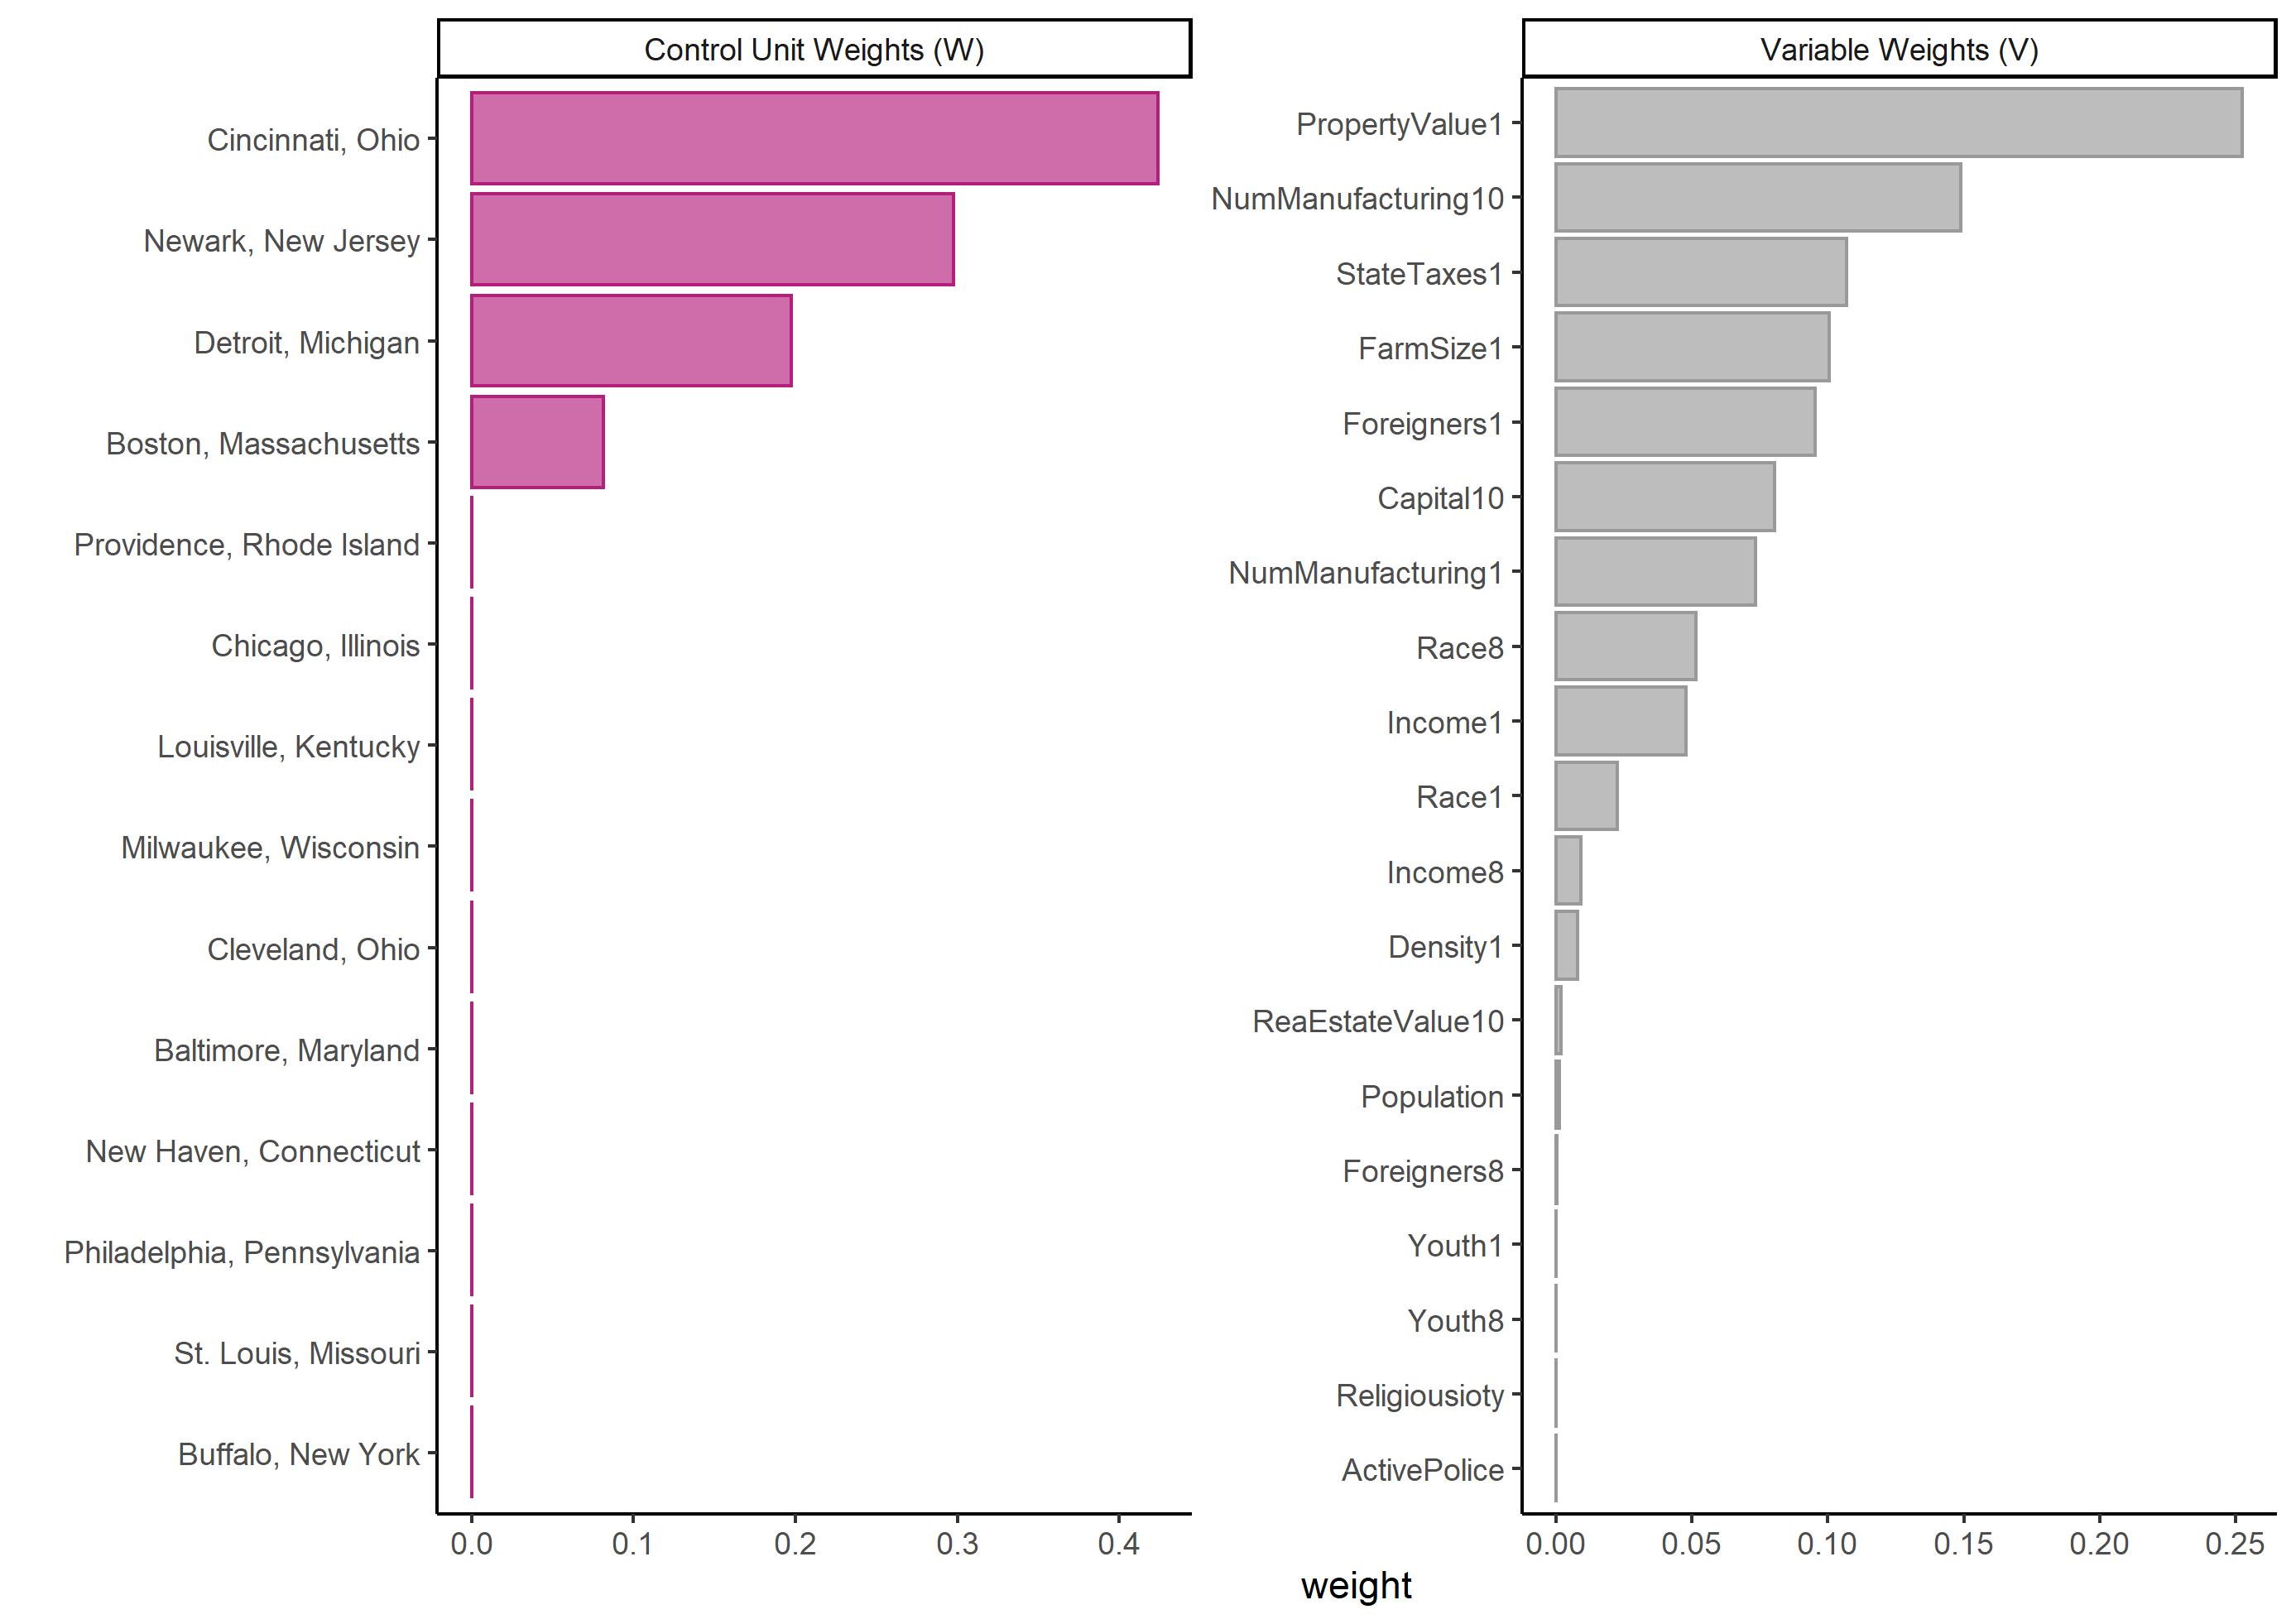 Control Unit Weights (W)
Cincinnati, Ohio
Newark, New Jersey
Detroit, Michigan
Boston, Massachusetts
Providence, Rhode Island
Chicago, Illinois
Louisville, Kentucky
Milwaukee, Wisconsin
Cleveland, Ohio
Baltimore, Maryland
New Haven, Connecticut
Philadelphia, Pennsylvania
St. Louis, Missouri
Buffalo, New York
0.0 0.1 0.2 0.3 0.4
Variable Weights (V)
PropertyValue1
NumManufacturing10
StateTaxes1
FarmSize1
Foreigners1
Capital10
NumManufacturing1
Race8
Income1
Race1
Income8
Density1
ReaEstateValue10
Population
Foreigners8
Youth1
Youth8
Religiousioty
ActivePolice
0.00 0.05 0.10 0.15 0.20 0.25
weight